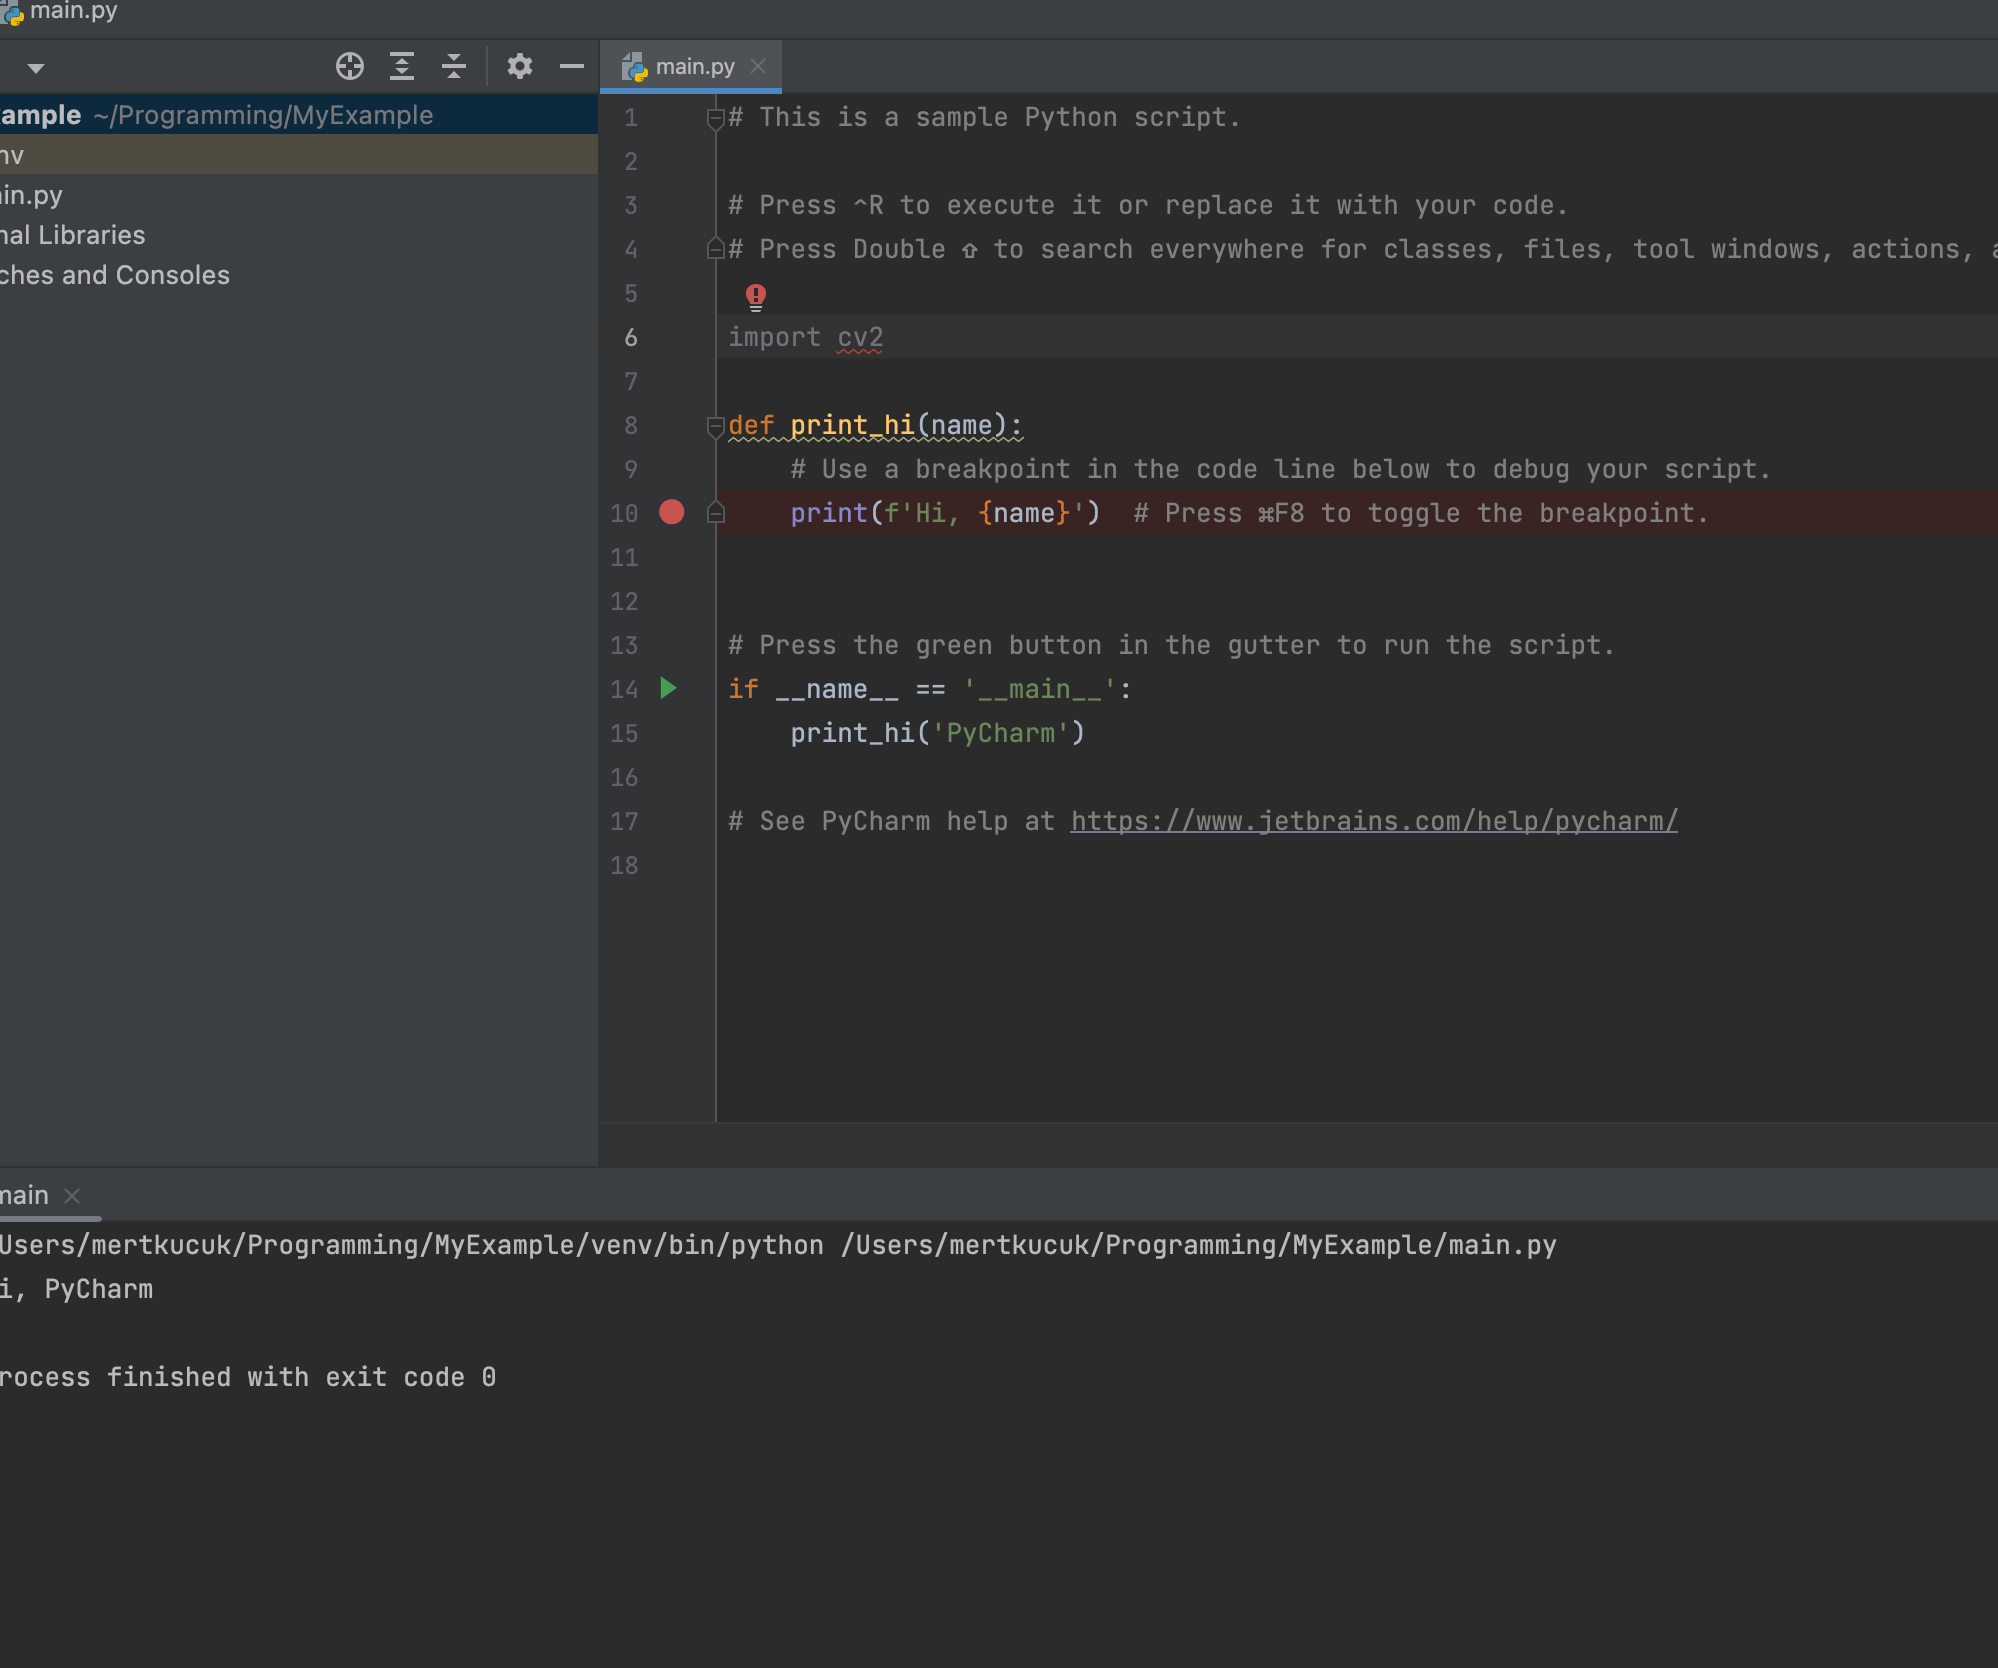 main.py
main.py
ample ~/Programming/MyExample
nv
in.py
nal Libraries
ches and Consoles
1 # This is a sample Python script.
2
3 # Press ^R to execute it or replace it with your code.
4 # Press Double ⇧ to search everywhere for classes, files, tool windows, actions, a
5
6 import cv2
7
8 def print_hi(name):
9 # Use a breakpoint in the code line below to debug your script.
10 print(f'Hi, {name}') # Press ⌘F8 to toggle the breakpoint.
11
12
13 # Press the green button in the gutter to run the script.
14 if __name__ == '__main__':
15 print_hi('PyCharm')
16
17 # See PyCharm help at https://www.jetbrains.com/help/pycharm/
18
main
Users/mertkucuk/Programming/MyExample/venv/bin/python /Users/mertkucuk/Programming/MyExample/main.py
i, PyCharm
rocess finished with exit code 0